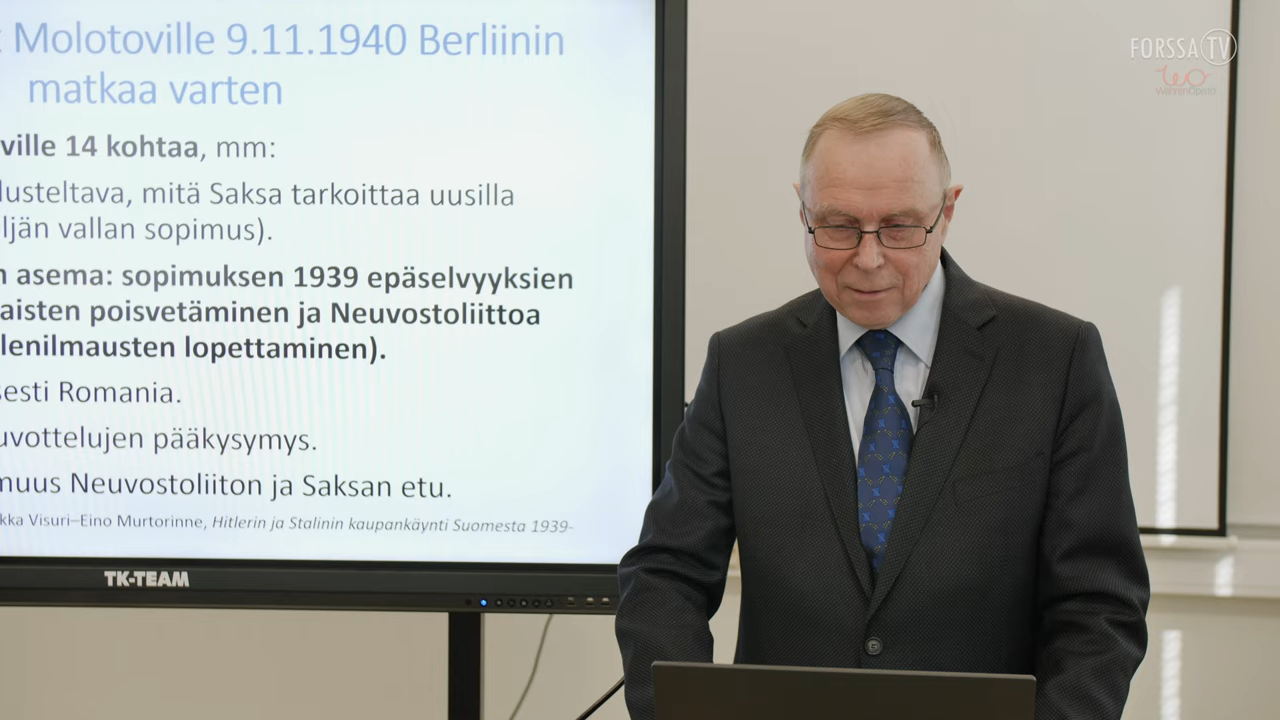 Molotoville 9.11.1940 Berliinin
matkaa varten
ville 14 kohtaa, mm:
lusteltava, mitä Saksa tarkoittaa uusilla
ljän vallan sopimus).
n asema: sopimuksen 1939 epäselvyyksien
aisten poisvetäminen ja Neuvostoliittoa
lenilmausten lopettaminen).
sesti Romania.
uvottelujen pääkysymys.
muus Neuvostoliiton ja Saksan etu.
kka Visuri–Eino Murtorinne, Hitlerin ja Stalinin kaupankäynti Suomesta 1939-
TK-TEAM
FORSSA TV
WahrenOpisto